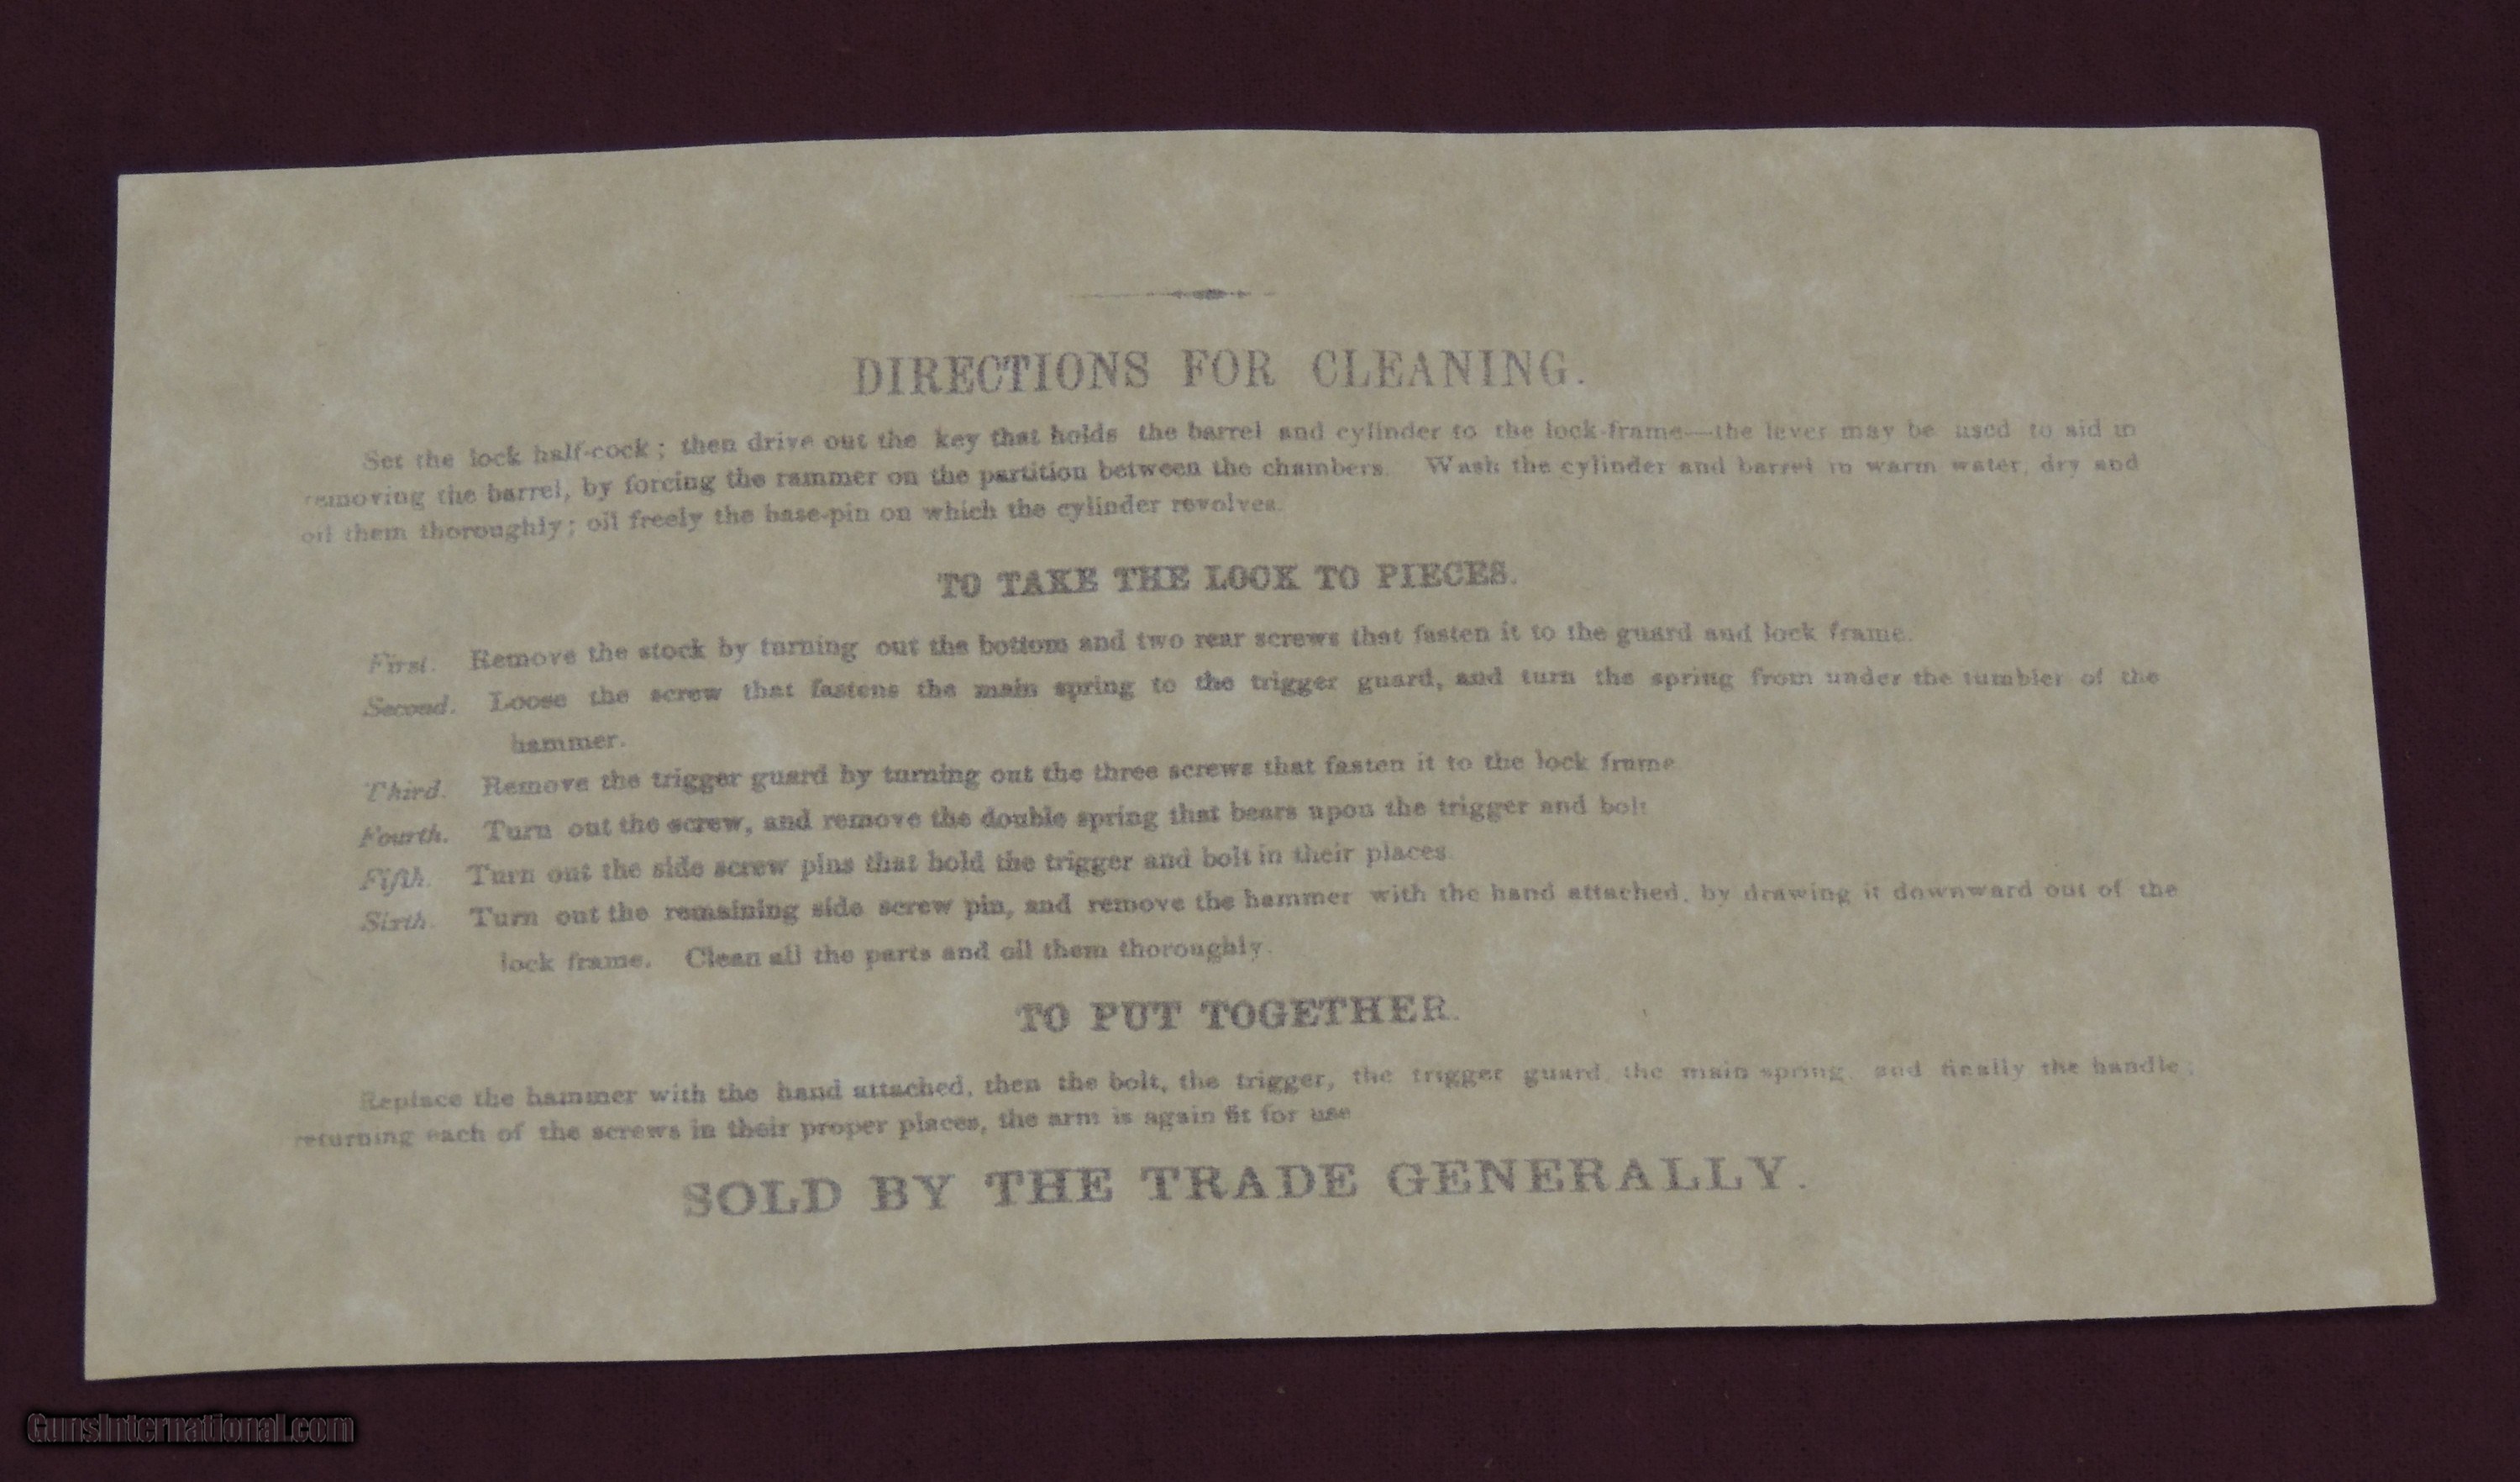 DIRECTIONS FOR CLEANING.
Set the lock half-cock; then drive out the key that holds the barrel and cylinder to the lock-frame—the lever may be used to aid in
removing the barrel, by forcing the rammer on the partition between the chambers. Wash the cylinder and barrel in warm water, dry and
oil them thoroughly; oil freely the base-pin on which the cylinder revolves.
TO TAKE THE LOCK TO PIECES.
First. Remove the stock by turning out the bottom and two rear screws that fasten it to the guard and lock frame.
Second. Loose the screw that fastens the main spring to the trigger guard, and turn the spring from under the tumbler of the
hammer.
Third. Remove the trigger guard by turning out the three screws that fasten it to the lock frame
Fourth. Turn out the screw, and remove the double spring that bears upon the trigger and bolt
Fifth. Turn out the side screw pins that hold the trigger and bolt in their places.
Sixth. Turn out the remaining side screw pin, and remove the hammer with the hand attached, by drawing it downward out of the
lock frame. Clean all the parts and oil them thoroughly.
TO PUT TOGETHER.
Replace the hammer with the hand attached, then the bolt, the trigger, the trigger guard, the main spring, and finally the handle;
returning each of the screws in their proper places, the arm is again fit for use
SOLD BY THE TRADE GENERALLY.
GunsInternational.com